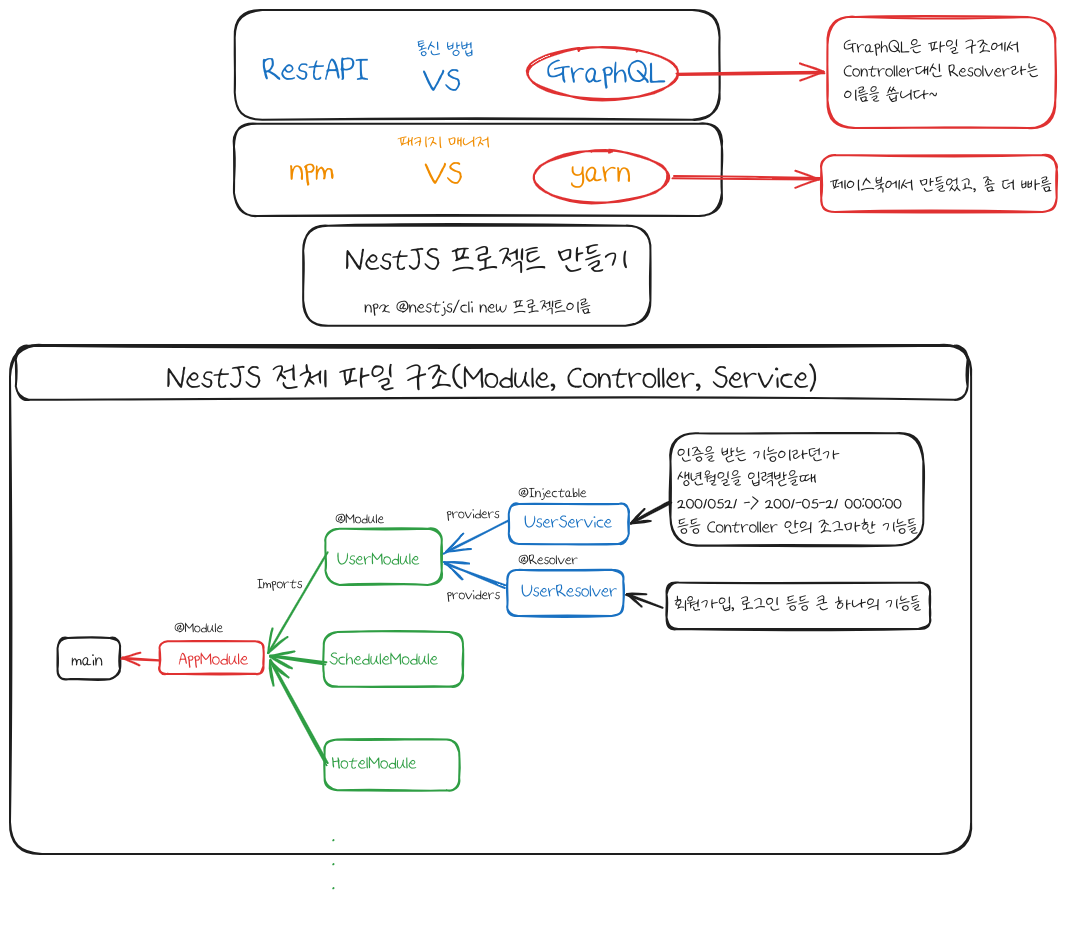 RestAPI
통신 방법
VS
GraphQL
GraphQL은 파일 구조에서
Controller대신 Resolver라는
이름을 씁니다~
npm
패키지 매니저
VS
yarn
페이스북에서 만들었고, 좀 더 빠름
NestJS 프로젝트 만들기
npx @nestjs/cli new 프로젝트이름
NestJS 전체 파일 구조(Module, Controller, Service)
인증을 받는 기능이라던가
생년월일을 입력받을때
20010521 -> 2001-05-21 00:00:00
등등 Controller 안의 조그마한 기능들
@Injectable
providers
UserService
@Module
UserModule
@Resolver
providers
UserResolver
회원가입, 로그인 등등 큰 하나의 기능들
Imports
@Module
main
AppModule
ScheduleModule
HotelModule
.
.
.